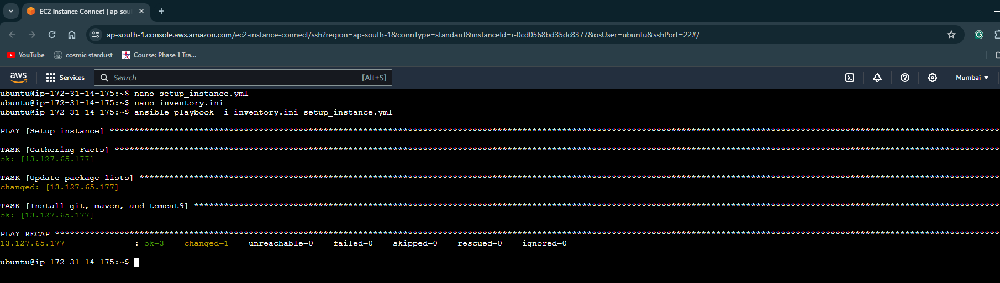 EC2 Instance Connect | ap-sou
ap-south-1.console.aws.amazon.com/ec2-instance-connect/ssh?region=ap-south-1&connType=standard&instanceId=i-0cd0568bd35dc8377&osUser=ubuntu&sshPort=22#/
YouTube cosmic stardust Course: Phase 1 Tra...
aws Services Search [Alt+S] Mumbai
ubuntu@ip-172-31-14-175:~$ nano setup_instance.yml
ubuntu@ip-172-31-14-175:~$ nano inventory.ini
ubuntu@ip-172-31-14-175:~$ ansible-playbook -i inventory.ini setup_instance.yml
PLAY [Setup instance] ****************************************************************************************************
TASK [Gathering Facts] ****************************************************************************************************
ok: [13.127.65.177]
TASK [Update package lists] ****************************************************************************************************
changed: [13.127.65.177]
TASK [Install git, maven, and tomcat9] ****************************************************************************************************
ok: [13.127.65.177]
PLAY RECAP ****************************************************************************************************
13.127.65.177 : ok=3 changed=1 unreachable=0 failed=0 skipped=0 rescued=0 ignored=0
ubuntu@ip-172-31-14-175:~$